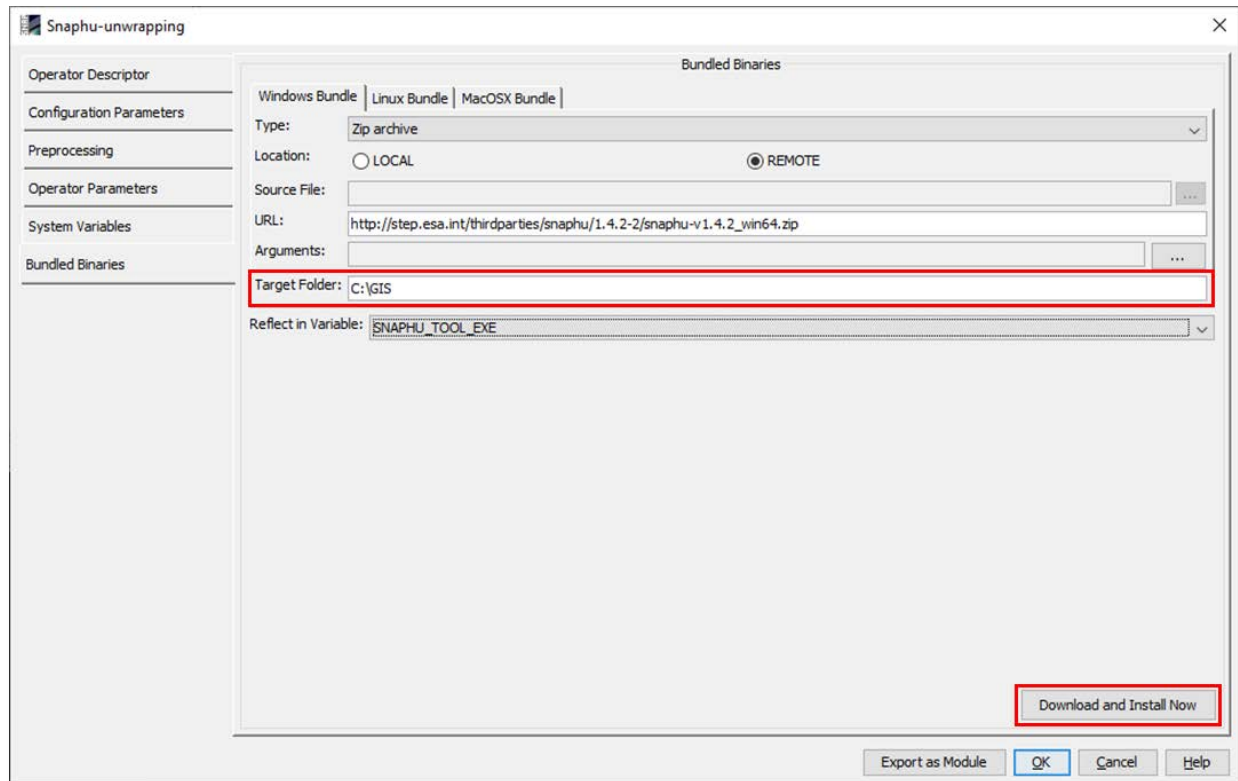 Snaphu-unwrapping
Operator Descriptor
Configuration Parameters
Preprocessing
Operator Parameters
System Variables
Bundled Binaries
Bundled Binaries
Windows Bundle Linux Bundle MacOSX Bundle
Type: Zip archive
Location: LOCAL REMOTE
Source File: ...
URL: http://step.esa.int/thirdparties/snaphu/1.4.2-2/snaphu-v1.4.2_win64.zip
Arguments: ...
Target Folder: C:\GIS
Reflect in Variable: SNAPHU_TOOL_EXE
Download and Install Now
Export as Module OK Cancel Help